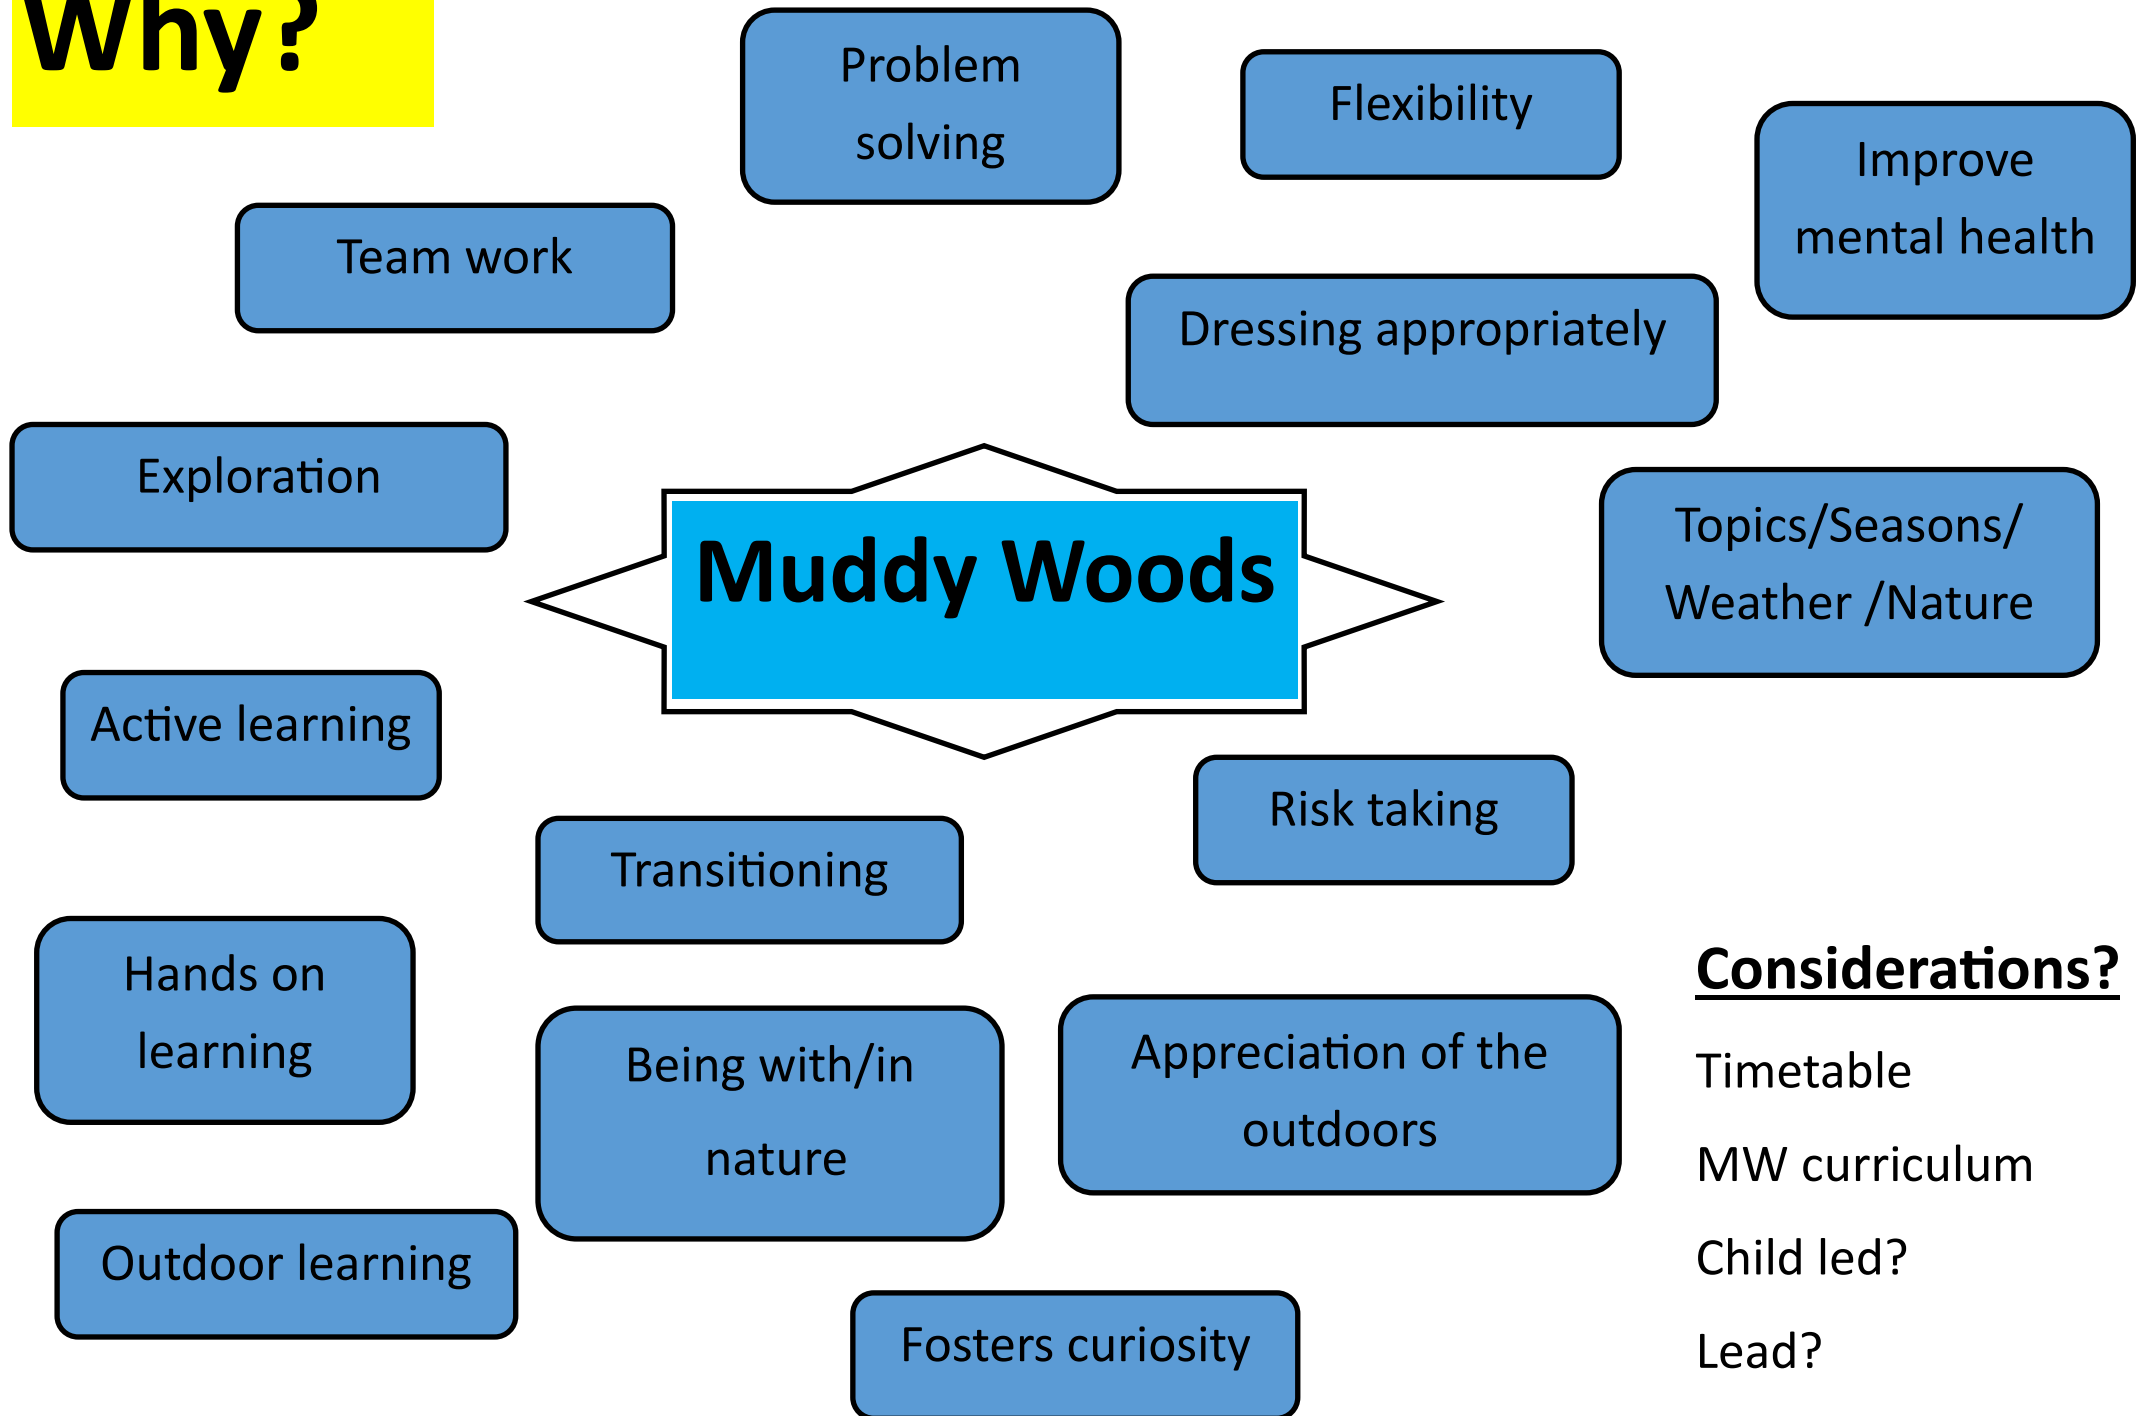 Why?
Problem
solving
Flexibility
Improve
mental health
Team work
Dressing appropriately
Exploration
Muddy Woods
Topics/Seasons/
Weather /Nature
Active learning
Risk taking
Transitioning
Hands on
learning
Being with/in
nature
Appreciation of the
outdoors
Outdoor learning
Fosters curiosity
Considerations?
Timetable
MW curriculum
Child led?
Lead?